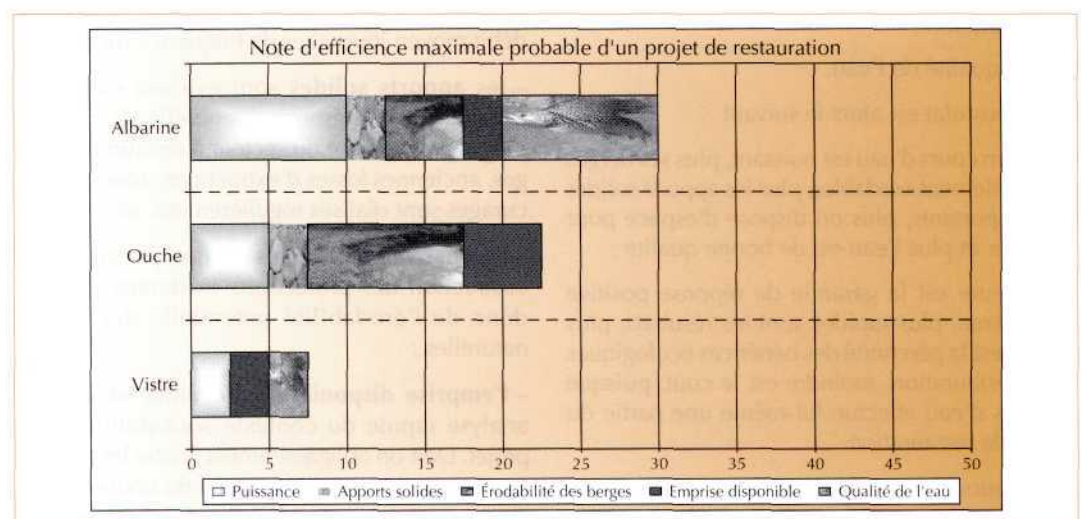 Note d'efficience maximale probable d'un projet de restauration
Albarine
Ouche
Vistre
0 5 10 15 20 25 30 35 40 45 50
Puissance Apports solides Érodabilité des berges Emprise disponible Qualité de l'eau